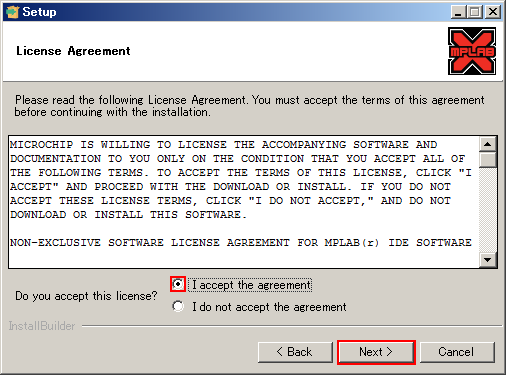 Setup
License Agreement
MPLAB
X
Please read the following License Agreement. You must accept the terms of this agreement
before continuing with the installation.
MICROCHIP IS WILLING TO LICENSE THE ACCOMPANYING SOFTWARE AND
DOCUMENTATION TO YOU ONLY ON THE CONDITION THAT YOU ACCEPT ALL OF
THE FOLLOWING TERMS. TO ACCEPT THE TERMS OF THIS LICENSE, CLICK "I
ACCEPT" AND PROCEED WITH THE DOWNLOAD OR INSTALL. IF YOU DO NOT
ACCEPT THESE LICENSE TERMS, CLICK "I DO NOT ACCEPT," AND DO NOT
DOWNLOAD OR INSTALL THIS SOFTWARE.
NON-EXCLUSIVE SOFTWARE LICENSE AGREEMENT FOR MPLAB(r) IDE SOFTWARE
Do you accept this license?
I accept the agreement
I do not accept the agreement
InstallBuilder
< Back
Next >
Cancel